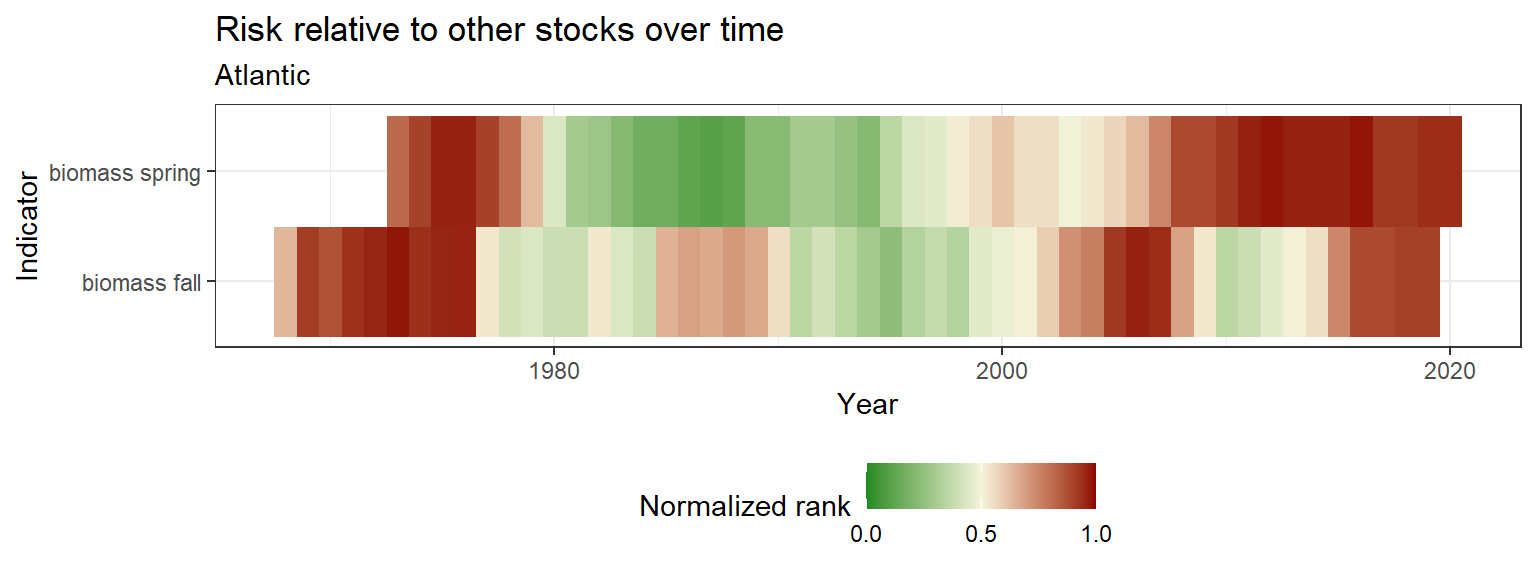 Risk relative to other stocks over time
Atlantic
Indicator
biomass spring
biomass fall
1980 2000 2020
Year
Normalized rank
0.0 0.5 1.0